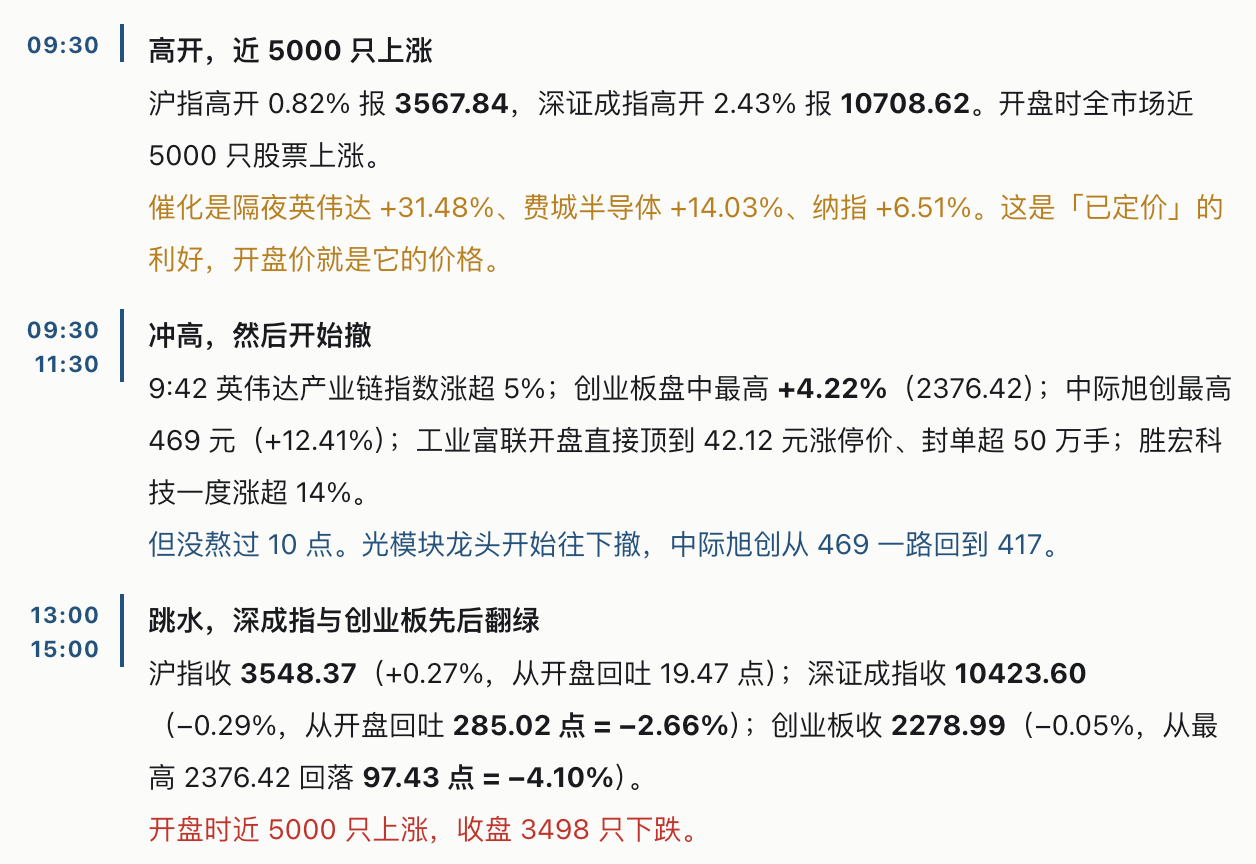 09:30
高开，近 5000 只上涨
沪指高开 0.82% 报 3567.84，深证成指高开 2.43% 报 10708.62。开盘时全市场近
5000 只股票上涨。
催化是隔夜英伟达 +31.48%、费城半导体 +14.03%、纳指 +6.51%。这是「已定价」的
利好，开盘价就是它的价格。
09:30
11:30
冲高，然后开始撤
9:42 英伟达产业链指数涨超 5%；创业板盘中最高 +4.22%（2376.42）；中际旭创最高
469 元（+12.41%）；工业富联开盘直接顶到 42.12 元涨停价、封单超 50 万手；胜宏科
技一度涨超 14%。
但没熬过 10 点。光模块龙头开始往下撤，中际旭创从 469 一路回到 417。
13:00
15:00
跳水，深成指与创业板先后翻绿
沪指收 3548.37（+0.27%，从开盘回吐 19.47 点）；深证成指收 10423.60
（−0.29%，从开盘回吐 285.02 点 = −2.66%）；创业板收 2278.99（−0.05%，从最
高 2376.42 回落 97.43 点 = −4.10%）。
开盘时近 5000 只上涨，收盘 3498 只下跌。